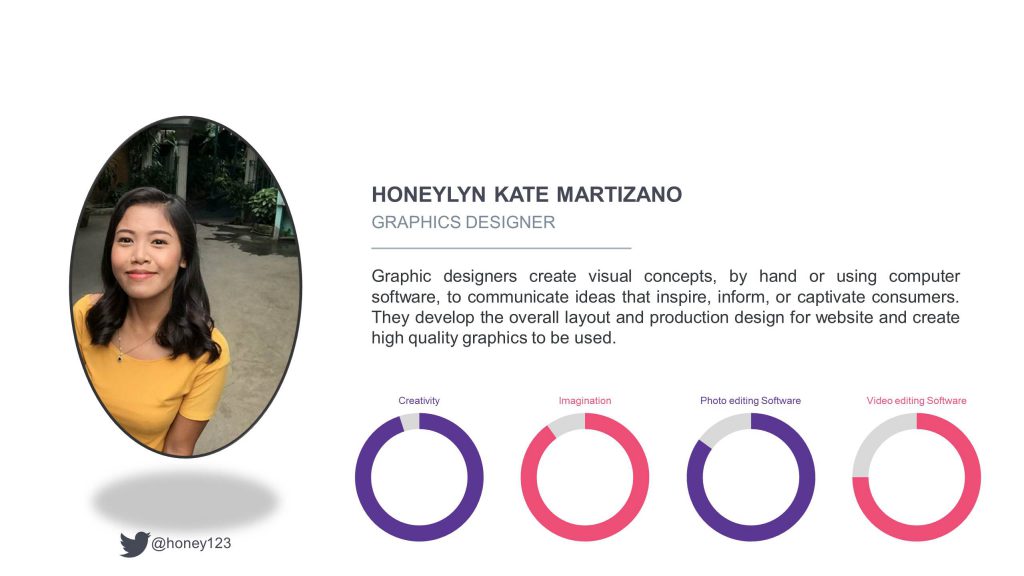 HONEYLYN KATE MARTIZANO
GRAPHICS DESIGNER
Graphic designers create visual concepts, by hand or using computer
software, to communicate ideas that inspire, inform, or captivate consumers.
They develop the overall layout and production design for website and create
high quality graphics to be used.
Creativity
Imagination
Photo editing Software
Video editing Software
@honey123